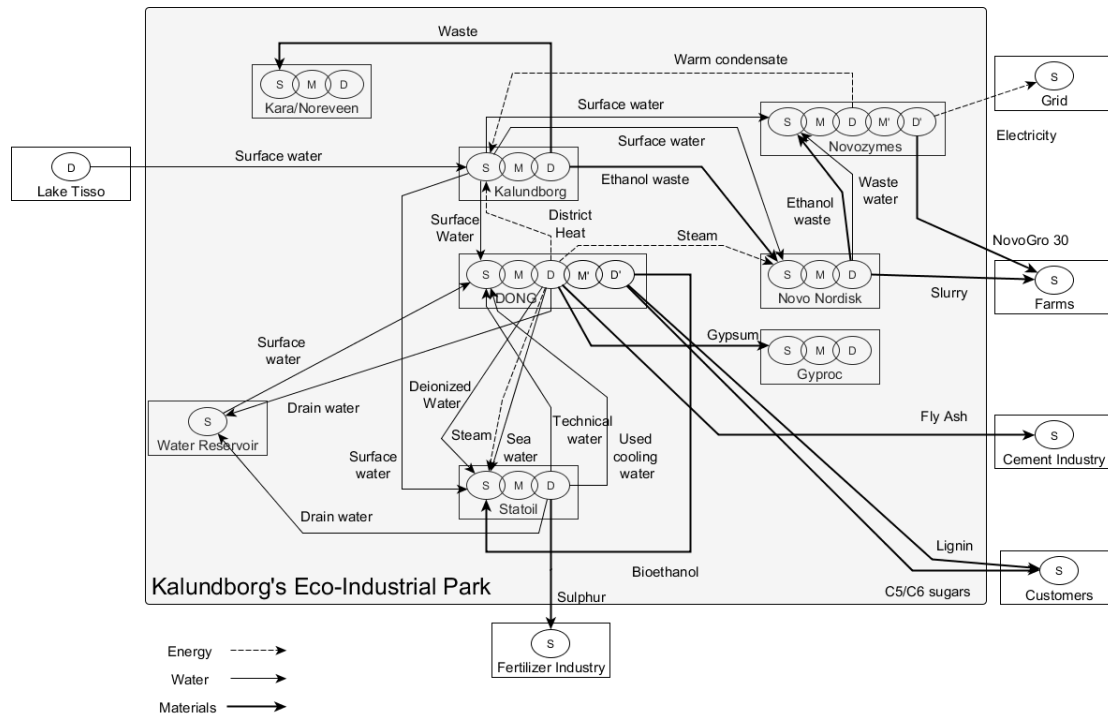 Waste
Warm condensate
S M D
Kara/Noreveen
S
Grid
Surface water
S M D M' D'
Novozymes
Electricity
Surface water
Surface water
D
Lake Tisso
S M D
Kalundborg
Ethanol waste
Waste
water
Ethanol
waste
Surface
Water
District
Heat
Steam
NovoGro 30
S M D M' D'
DONG
S M D
Novo Nordisk
Slurry
S
Farms
Surface
water
Gypsum
S M D
Gyproc
Deionized
Water
Drain water
S
Water Reservoir
Technical
water
Fly Ash
S
Cement Industry
Steam
Sea
water
Used
cooling
water
Surface
water
S M D
Statoil
Drain water
Lignin
Bioethanol
S
Customers
C5/C6 sugars
Kalundborg's Eco-Industrial Park
Sulphur
S
Fertilizer Industry
Energy
Water
Materials